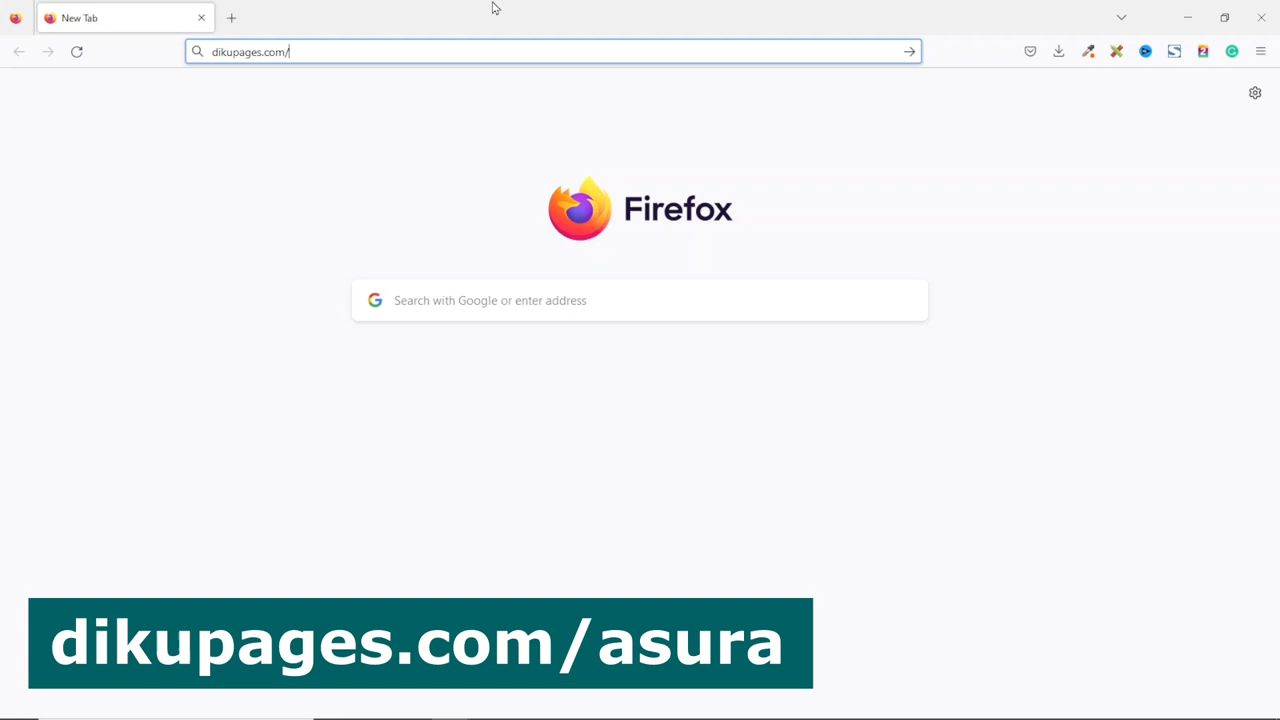 New Tab
dikupages.com/
Firefox
Search with Google or enter address
dikupages.com/asura